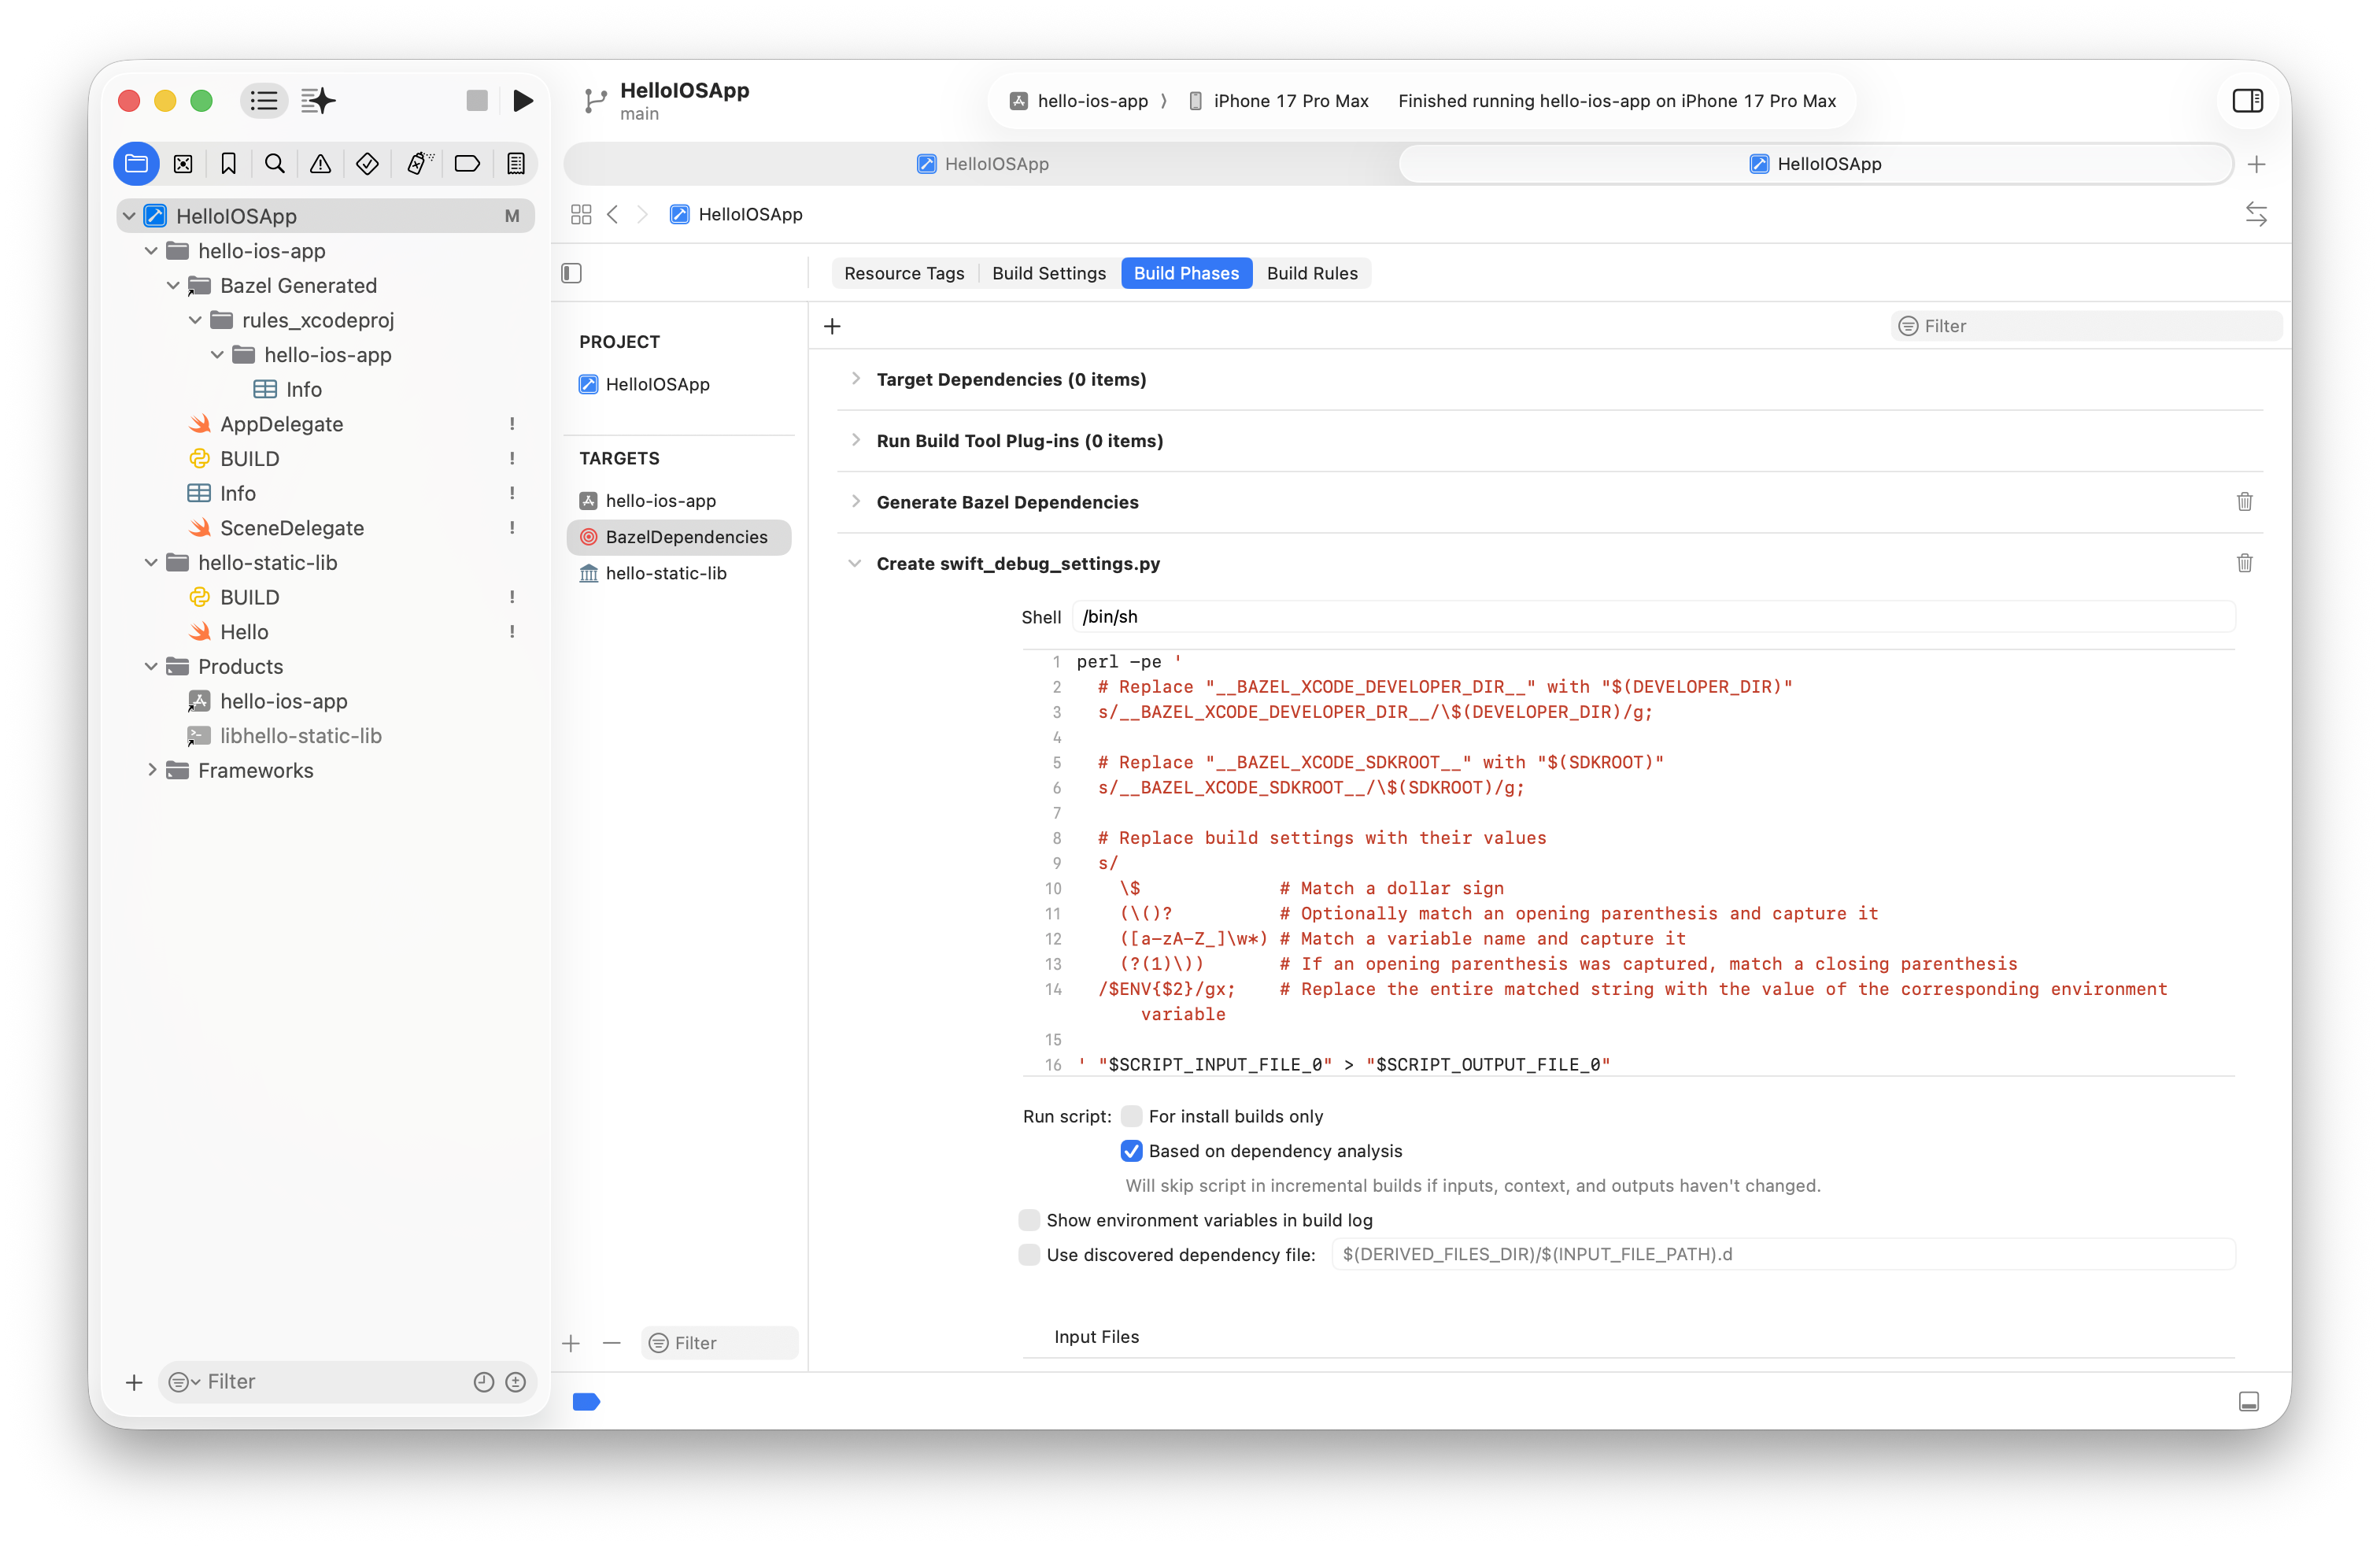 HelloIOSApp
main
hello-ios-app
iPhone 17 Pro Max
Finished running hello-ios-app on iPhone 17 Pro Max
HelloIOSApp
HelloIOSApp
HelloIOSApp
HelloIOSApp M
hello-ios-app
Bazel Generated
rules_xcodeproj
hello-ios-app
Info
AppDelegate !
BUILD !
Info !
SceneDelegate !
hello-static-lib
BUILD !
Hello !
Products
hello-ios-app
libhello-static-lib
Frameworks
Filter
Resource Tags
Build Settings
Build Phases
Build Rules
PROJECT
HelloIOSApp
TARGETS
hello-ios-app
BazelDependencies
hello-static-lib
Filter
Filter
Target Dependencies (0 items)
Run Build Tool Plug-ins (0 items)
Generate Bazel Dependencies
Create swift_debug_settings.py
Shell /bin/sh
1 perl -pe '
2 # Replace "__BAZEL_XCODE_DEVELOPER_DIR__" with "$(DEVELOPER_DIR)"
3 s/__BAZEL_XCODE_DEVELOPER_DIR__/\$(DEVELOPER_DIR)/g;
4
5 # Replace "__BAZEL_XCODE_SDKROOT__" with "$(SDKROOT)"
6 s/__BAZEL_XCODE_SDKROOT__/\$(SDKROOT)/g;
7
8 # Replace build settings with their values
9 s/
10 \$ # Match a dollar sign
11 (\()? # Optionally match an opening parenthesis and capture it
12 ([a-zA-Z_]\w*) # Match a variable name and capture it
13 (?(1)\)) # If an opening parenthesis was captured, match a closing parenthesis
14 /$ENV{$2}/gx; # Replace the entire matched string with the value of the corresponding environment
variable
15
16 ' "$SCRIPT_INPUT_FILE_0" > "$SCRIPT_OUTPUT_FILE_0"
Run script: For install builds only
Based on dependency analysis
Will skip script in incremental builds if inputs, context, and outputs haven't changed.
Show environment variables in build log
Use discovered dependency file: $(DERIVED_FILES_DIR)/$(INPUT_FILE_PATH).d
Input Files